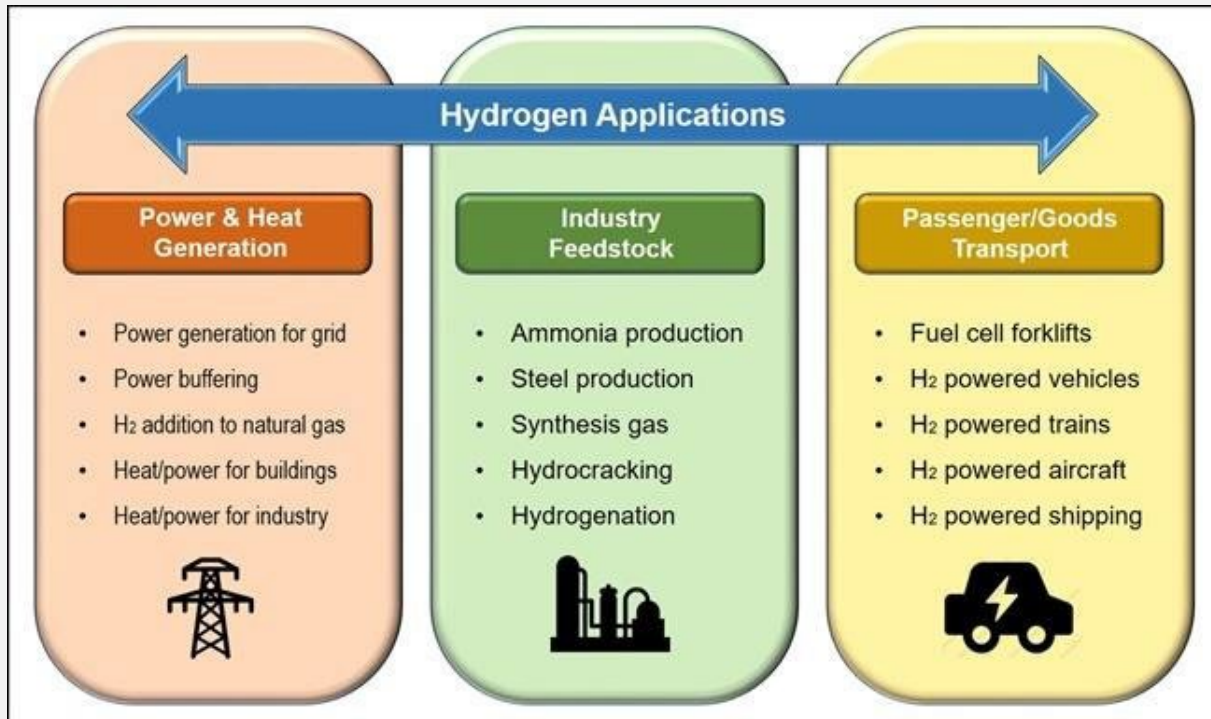 Hydrogen Applications
Power & Heat
Generation
• Power generation for grid
• Power buffering
• H₂ addition to natural gas
• Heat/power for buildings
• Heat/power for industry
Industry
Feedstock
• Ammonia production
• Steel production
• Synthesis gas
• Hydrocracking
• Hydrogenation
Passenger/Goods
Transport
• Fuel cell forklifts
• H₂ powered vehicles
• H₂ powered trains
• H₂ powered aircraft
• H₂ powered shipping